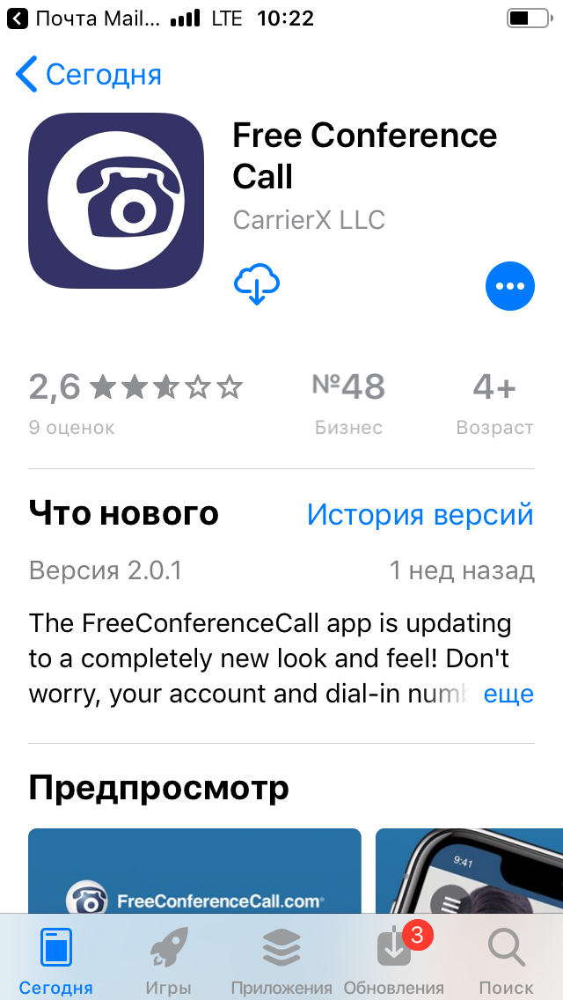 Почта Mail... LTE 10:22
Сегодня
Free Conference
Call
CarrierX LLC
2,6
№48
4+
9 оценок
Бизнес
Возраст
Что нового
История версий
Версия 2.0.1
1 нед назад
The FreeConferenceCall app is updating
to a completely new look and feel! Don't
worry, your account and dial-in numb еще
Предпросмотр
FreeConferenceCall.com®
9:41
3
Сегодня
Игры
Приложения
Обновления
Поиск